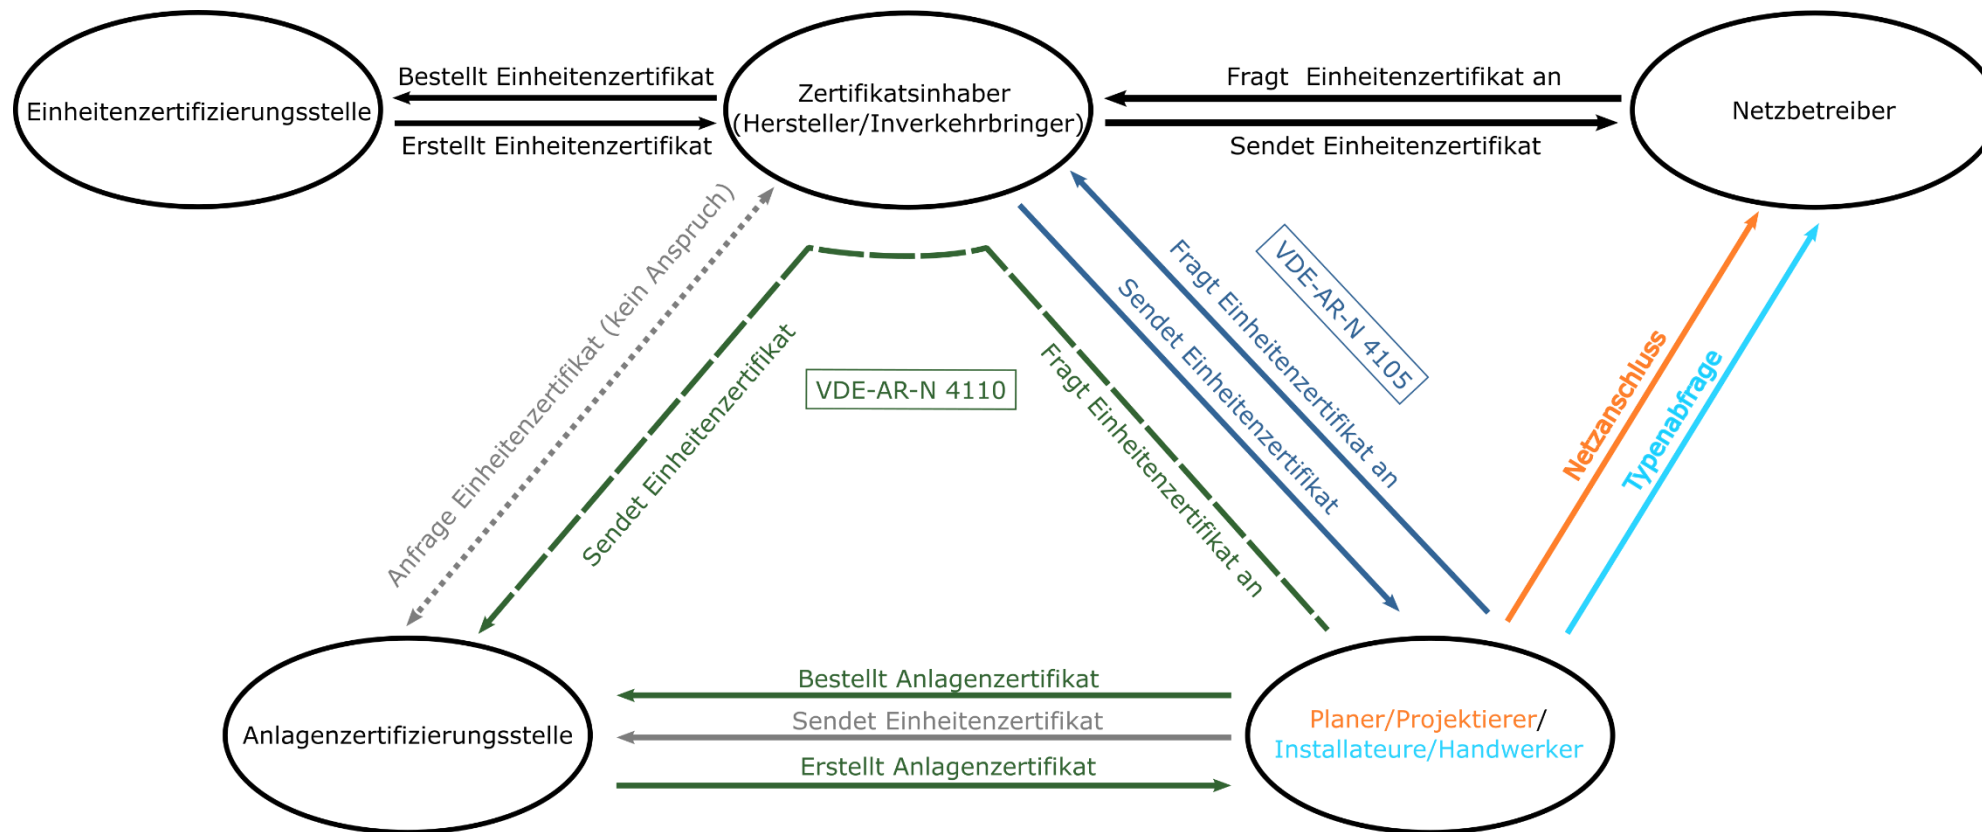 Bestellt Einheitenzertifikat
Einheitenzertifizierungsstelle
Erstellt Einheitenzertifikat
Zertifikatsinhaber
(Hersteller/Inverkehrbringer)
Fragt  Einheitenzertifikat an
Sendet Einheitenzertifikat
Netzbetreiber
Anfrage Einheitenzertifikat (kein Anspruch)
Sendet Einheitenzertifikat
VDE-AR-N 4110
Fragt Einheitenzertifikat an
Sendet Einheitenzertifikat
Fragt Einheitenzertifikat an
VDE-AR-N 4105
Netzanschluss
Typenabfrage
Anlagenzertifizierungsstelle
Bestellt Anlagenzertifikat
Sendet Einheitenzertifikat
Erstellt Anlagenzertifikat
Planer/Projektierer/
Installateure/Handwerker